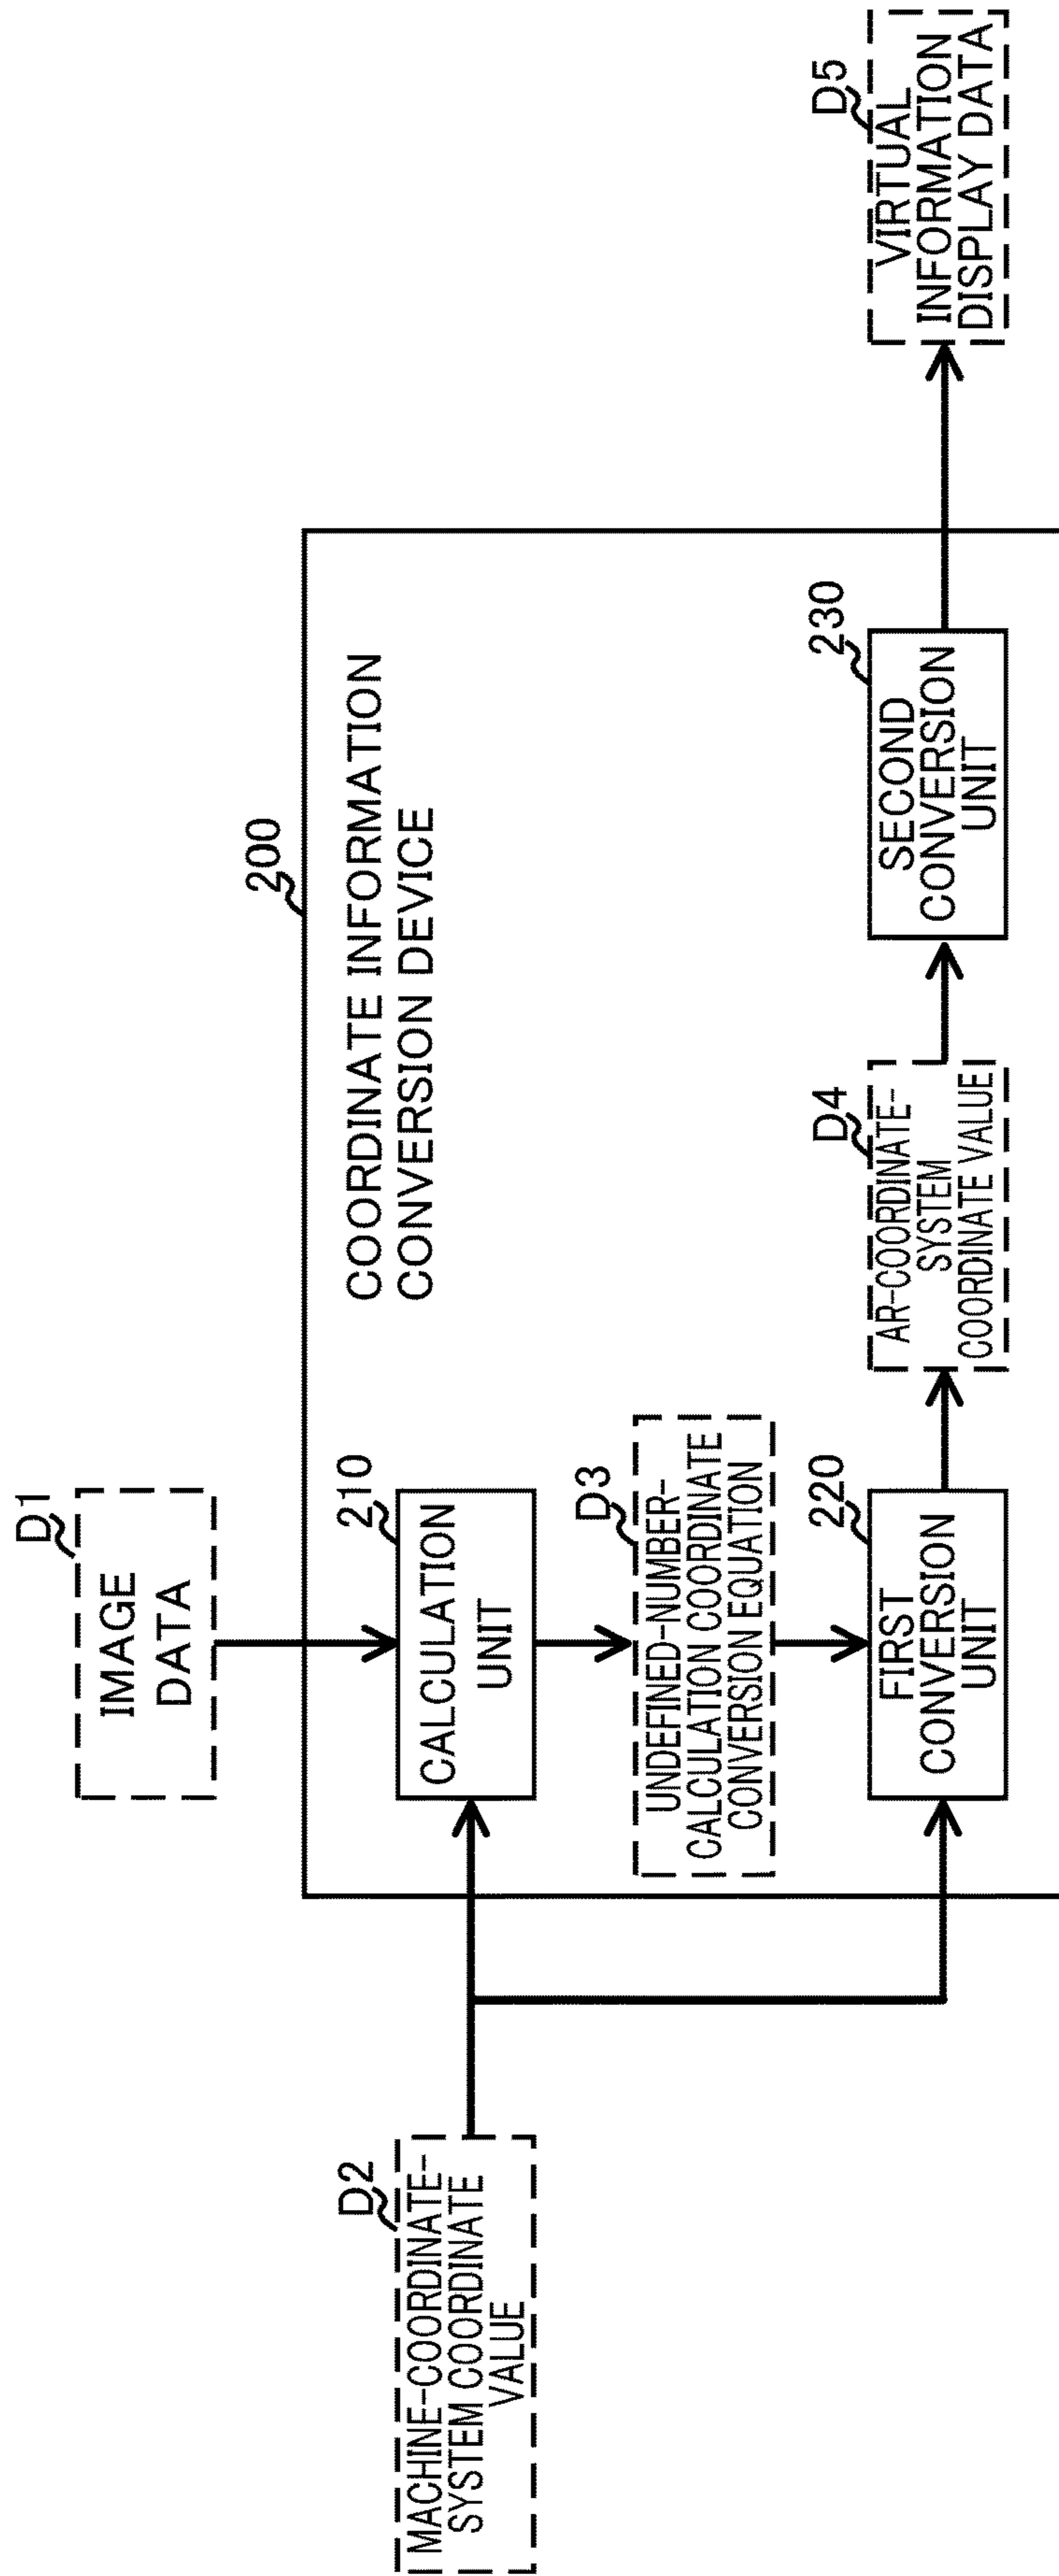 D1
IMAGE
DATA
200
COORDINATE INFORMATION
CONVERSION DEVICE
D2
MACHINE-COORDINATE-
SYSTEM COORDINATE
VALUE
210
CALCULATION
UNIT
D3
UNDEFINED-NUMBER-
CALCULATION COORDINATE
CONVERSION EQUATION
220
FIRST
CONVERSION
UNIT
D4
AR-COORDINATE-
SYSTEM
COORDINATE VALUE
230
SECOND
CONVERSION
UNIT
D5
VIRTUAL
INFORMATION
DISPLAY DATA